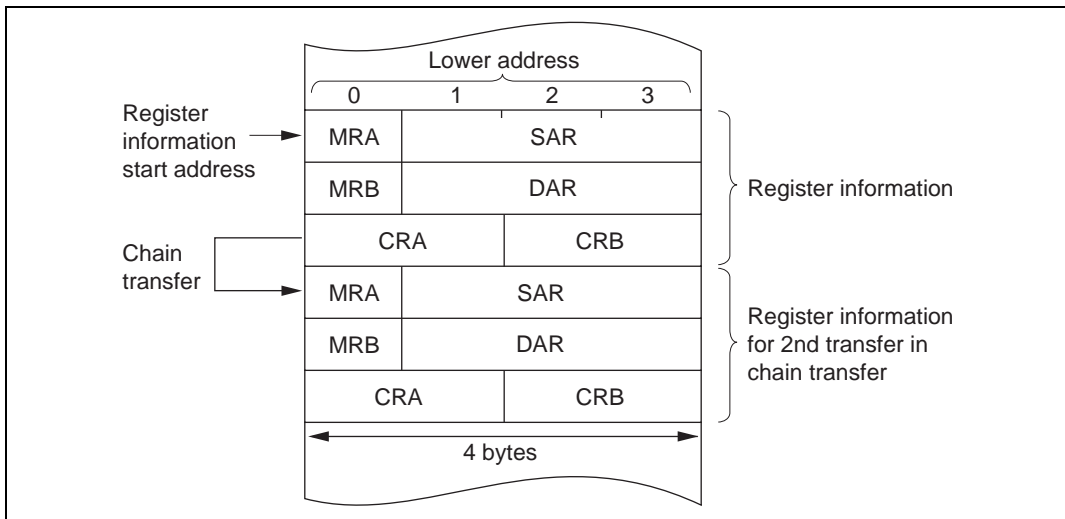 Lower address
0 1 2 3
Register
information
start address
MRA SAR
MRB DAR
Register information
CRA CRB
Chain
transfer
MRA SAR
MRB DAR
Register information
for 2nd transfer in
chain transfer
CRA CRB
4 bytes